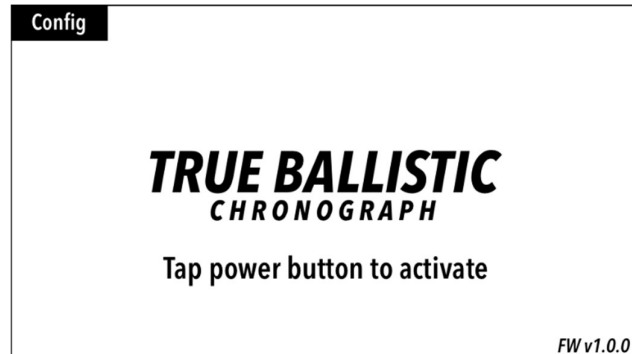 Config
TRUE BALLISTIC
CHRONOGRAPH
Tap power button to activate
FW v1.0.0